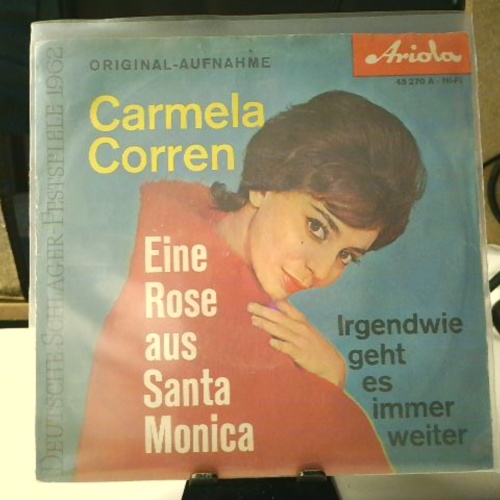 DEUTSCHE SCHLAGER-FESTSPIELE 1962
ORIGINAL-AUFNAHME
Ariola
45 270 A - HI-FI
Carmela
Corren
Eine
Rose
aus
Santa
Monica
Irgendwie
geht
es
immer
weiter